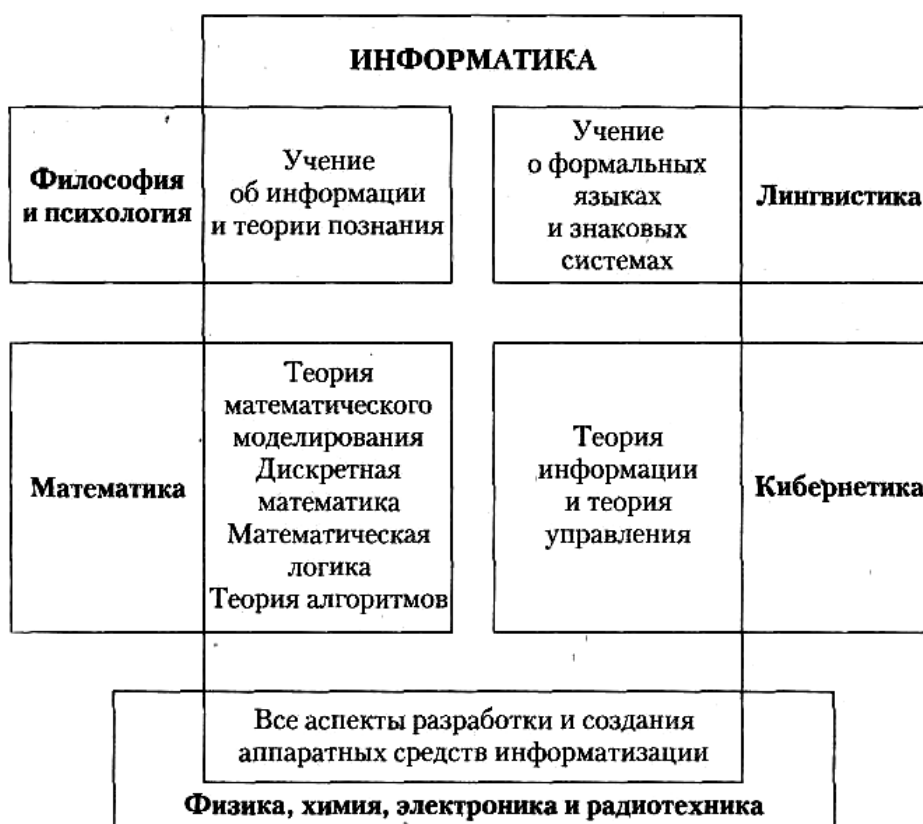 ИНФОРМАТИКА
Философия
и психология
Учение
об информации
и теории познания
Учение
о формальных
языках
и знаковых
системах
Лингвистика
Математика
Теория
математического
моделирования
Дискретная
математика
Математическая
логика
Теория алгоритмов
Теория
информации
и теория
управления
Кибернетика
Все аспекты разработки и создания
аппаратных средств информатизации
Физика, химия, электроника и радиотехника